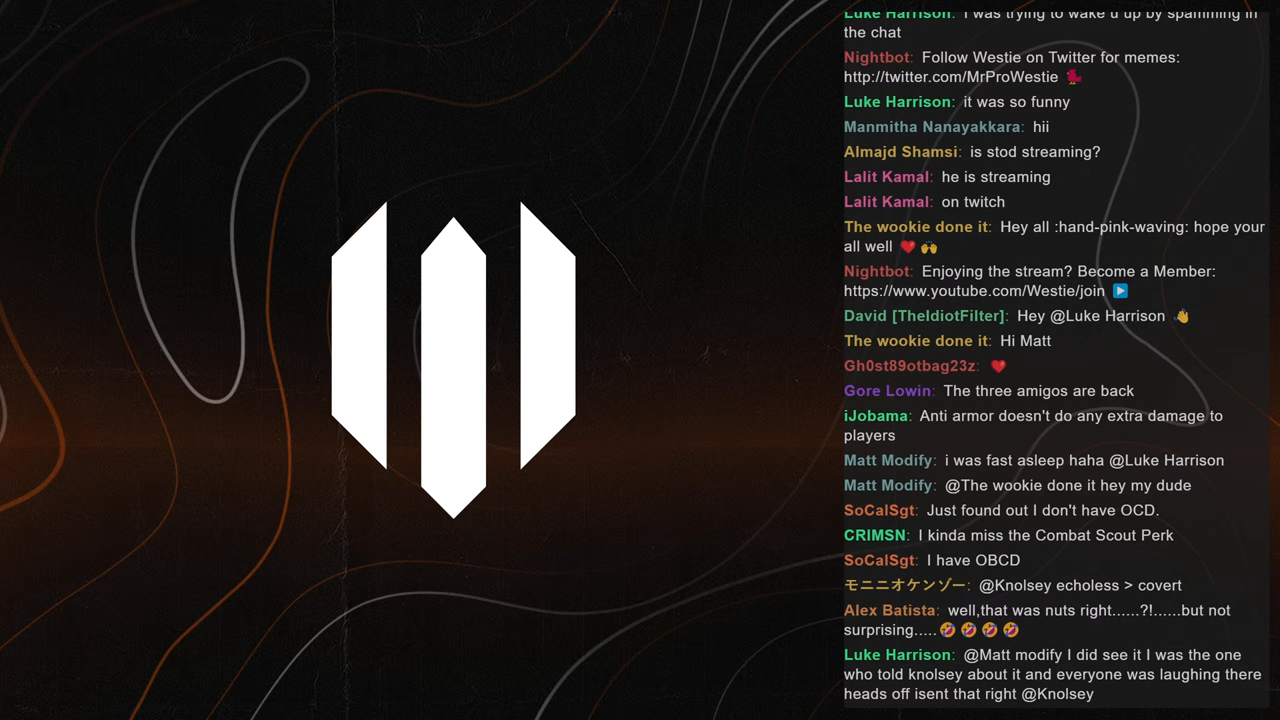 Luke Harrison: I was trying to wake u up by spamming in
the chat
Nightbot: Follow Westie on Twitter for memes:
http://twitter.com/MrProWestie
Luke Harrison: it was so funny
Manmitha Nanayakkara: hii
Almajd Shamsi: is stod streaming?
Lalit Kamal: he is streaming
Lalit Kamal: on twitch
The wookie done it: Hey all :hand-pink-waving: hope your
all well ❤️ 🙌
Nightbot: Enjoying the stream? Become a Member:
https://www.youtube.com/Westie/join ▶️
David [TheIdiotFilter]: Hey @Luke Harrison 👋
The wookie done it: Hi Matt
Gh0st89otbag23z: ❤️
Gore Lowin: The three amigos are back
iJobama: Anti armor doesn't do any extra damage to
players
Matt Modify: i was fast asleep haha @Luke Harrison
Matt Modify: @The wookie done it hey my dude
SoCalSgt: Just found out I don't have OCD.
CRIMSN: I kinda miss the Combat Scout Perk
SoCalSgt: I have OBCD
モニニオケンゾー: @Knolsey echoless > covert
Alex Batista: well,that was nuts right......?!......but not
surprising..... 🤣 🤣 🤣 🤣
Luke Harrison: @Matt modify I did see it I was the one
who told knolsey about it and everyone was laughing there
heads off isent that right @Knolsey